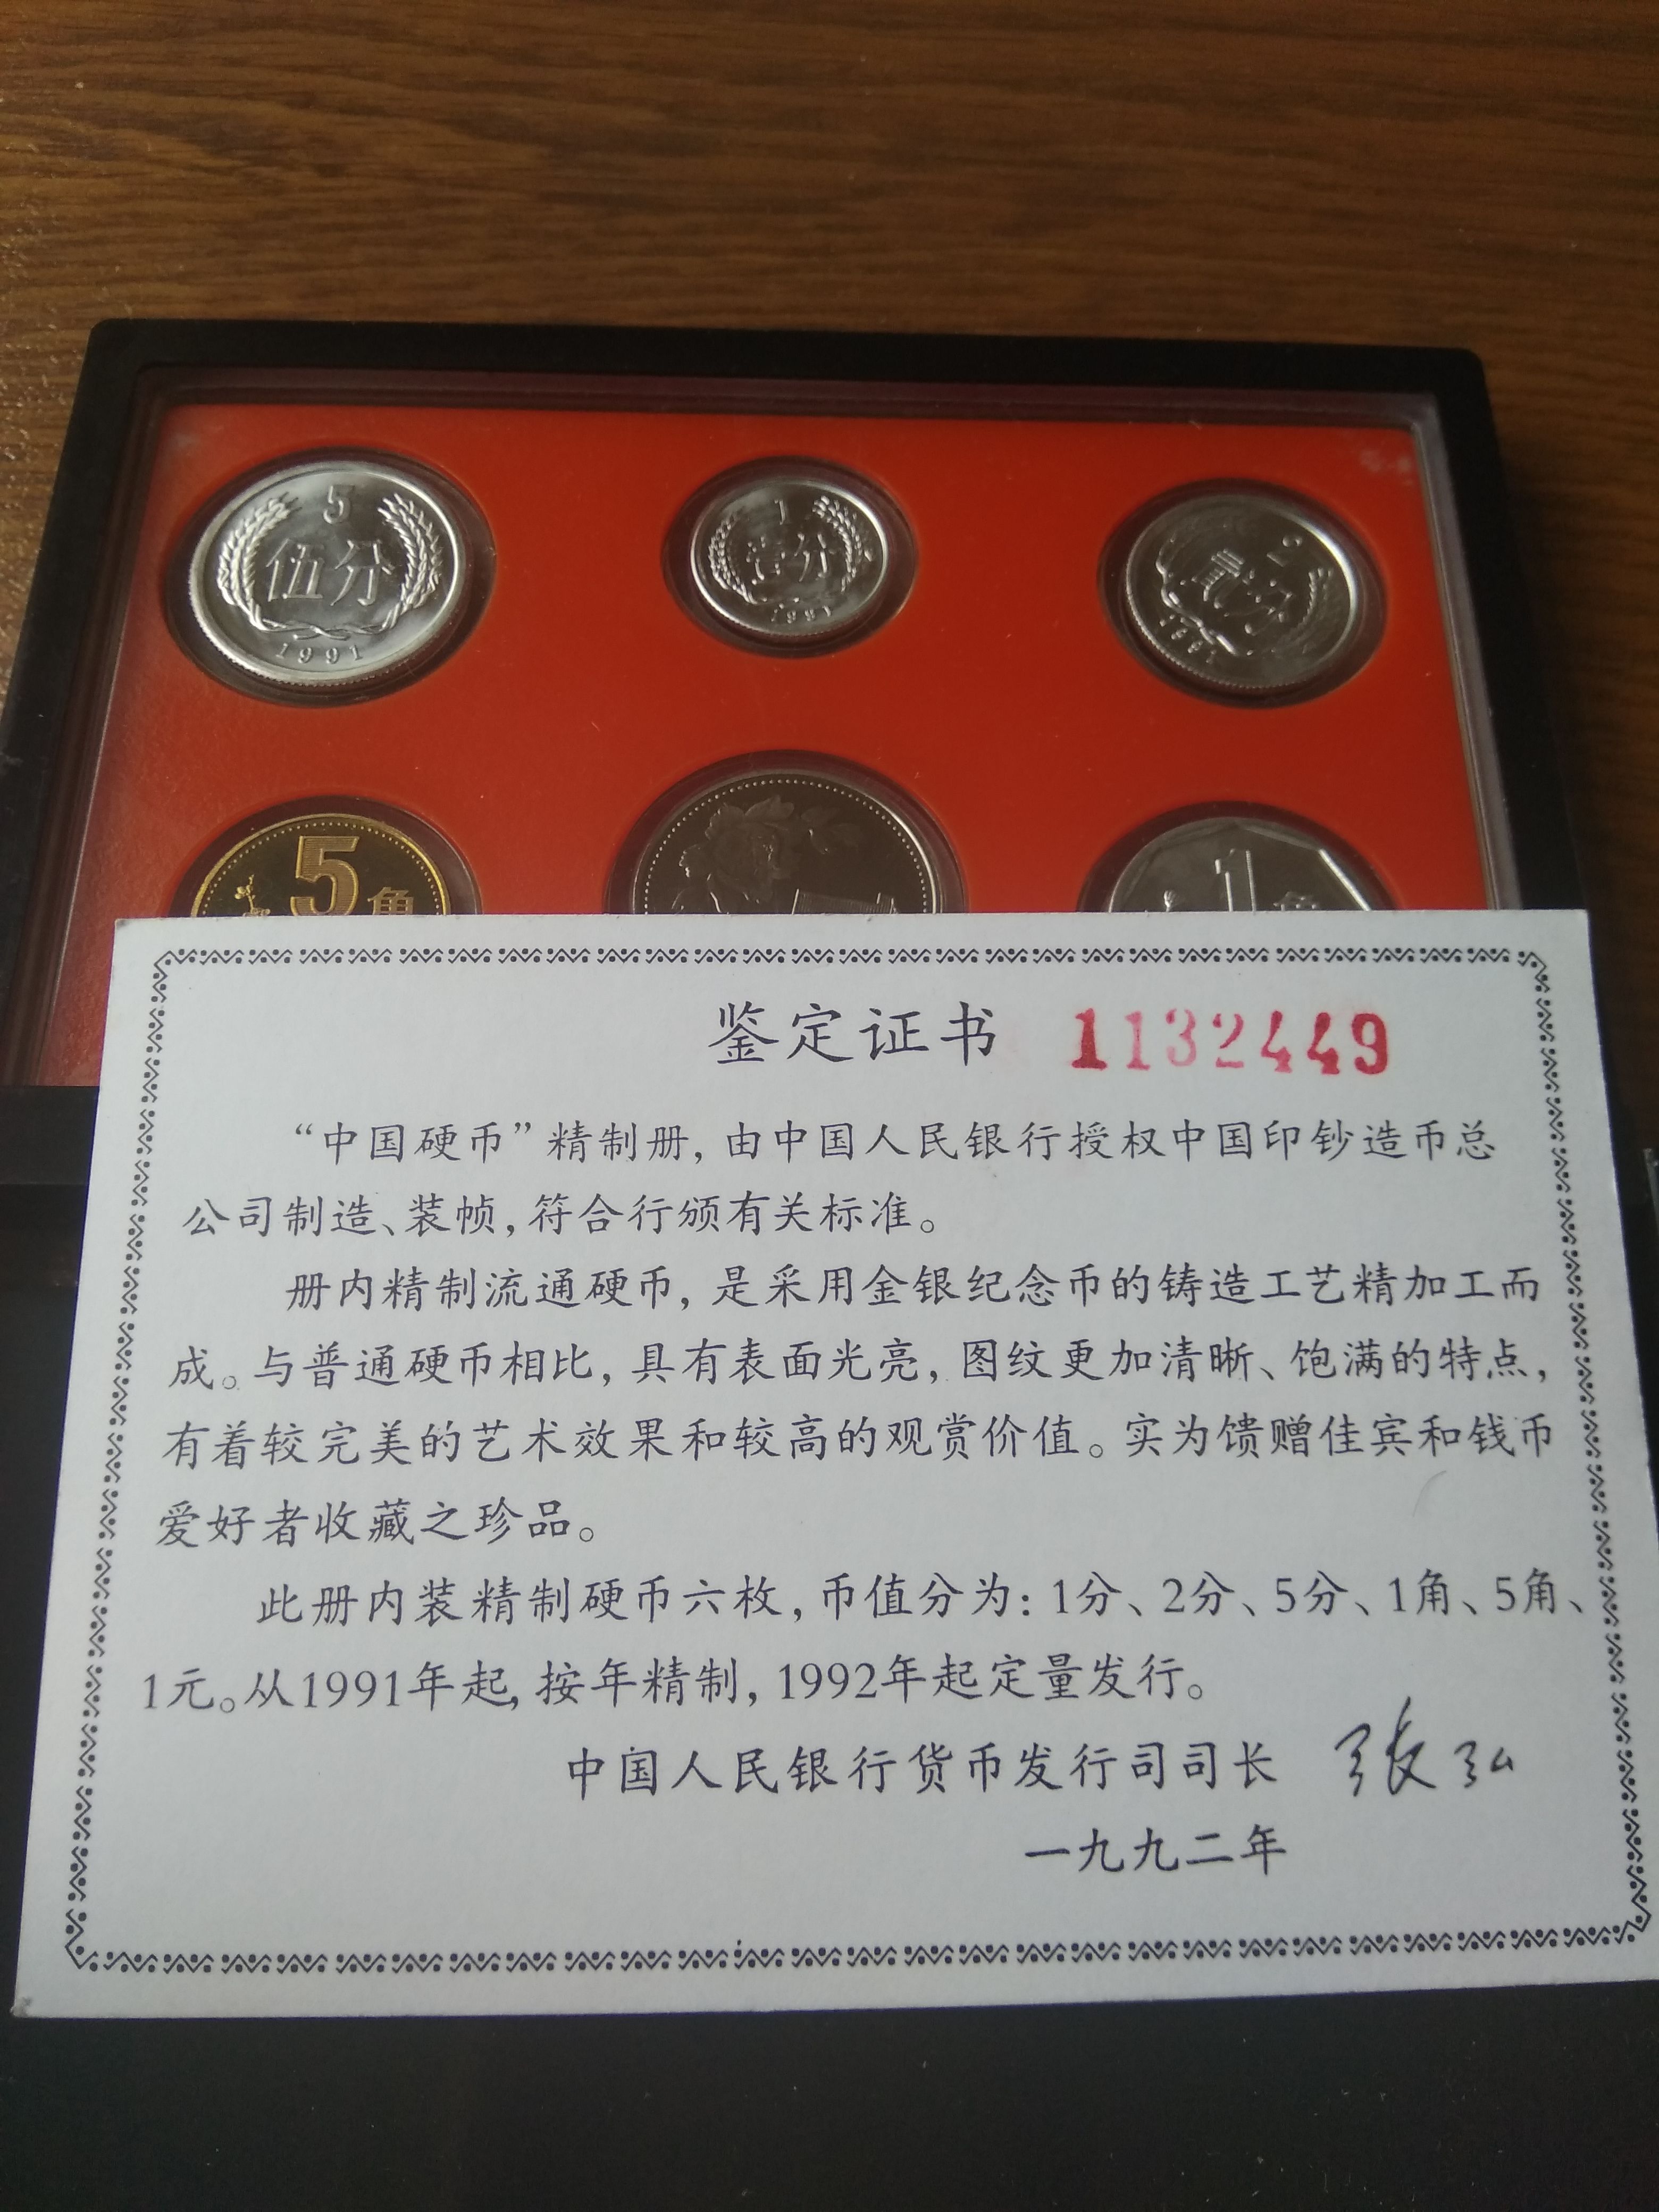 5
伍分
1991
1
壹分
1991
2
贰分
1991
5角
1角
鉴定证书 1132449
“中国硬币”精制册，由中国人民银行授权中国印钞造币总
公司制造、装帧，符合行颁有关标准。
册内精制流通硬币，是采用金银纪念币的铸造工艺精加工而
成。与普通硬币相比，具有表面光亮，图纹更加清晰、饱满的特点，
有着较完美的艺术效果和较高的观赏价值。实为馈赠佳宾和钱币
爱好者收藏之珍品。
此册内装精制硬币六枚，币值分为：1分、2分、5分、1角、5角、
1元。从1991年起，按年精制，1992年起定量发行。
中国人民银行货币发行司司长 张弘
一九九二年